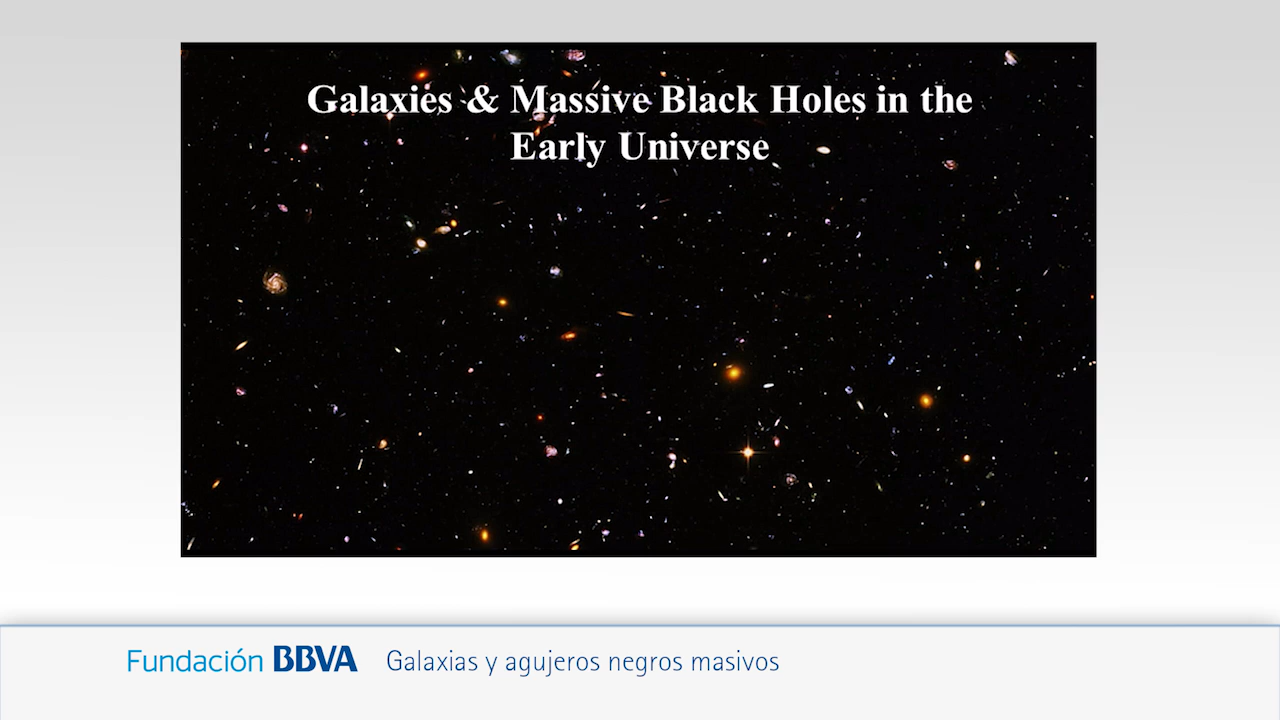 Galaxies & Massive Black Holes in the
Early Universe
Fundación BBVA Galaxias y agujeros negros masivos